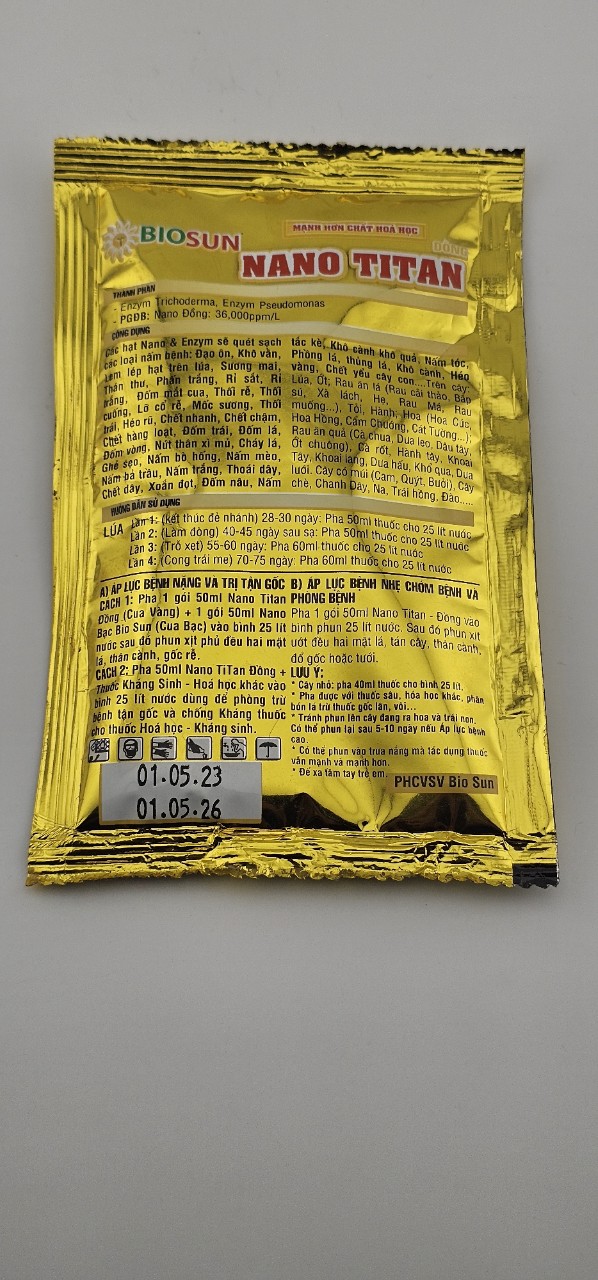 BIOSUN
MẠNH HƠN CHẤT HOÁ HỌC
ĐỒNG
NANO TITAN
THÀNH PHẦN
- Enzym Trichoderma, Enzym Pseudomonas
- PGĐB: Nano Đồng: 36,000ppm/L
CÔNG DỤNG
Các hạt Nano & Enzym sẽ quét sạch
các loại nấm bệnh: Đạo ôn, Khô vằn,
Lem lép hạt trên lúa, Sương mai,
Thán thư, Phấn trắng, Rỉ sắt, Rỉ
trắng, Đốm mắt cua, Thối rễ, Thối
cuống, Lở cổ rễ, Mốc sương, Thối
trái, Héo rũ, Chết nhanh, Chết chậm,
Chết hàng loạt, Đốm trái, Đốm lá,
Đốm vòng, Nứt thân xì mủ, Cháy lá,
Ghẻ sẹo, Nấm bồ hóng, Nấm mèo,
Nấm bã trầu, Nấm trắng, Thoái dây,
Chết dây, Xoắn đọt, Đốm nâu, Nấm
tắc kè, Khô cành khô quả, Nấm tóc,
Phồng lá, thủng lá, Khô cành, Héo
vàng, Chết yểu cây con....Trên cây:
Lúa, Ớt; Rau ăn lá (Rau cải thảo, Bắp
sú, Xà lách, Hẹ, Rau Má, Rau
muống...), Tỏi, Hành, Hoa (Hoa Cúc,
Hoa Hồng, Cẩm Chướng, Cát Tường...);
Rau ăn quả (Cà chua, Dưa leo, Dâu tây,
Ớt chuông), Cà rốt, Hành tây, Khoai
Tây, Khoai lang, Dưa hấu, Khổ qua, Dưa
lưới. Cây có múi (Cam, Quýt, Bưởi), Cây
chè, Chanh Dây, Na, Trái hồng, Đào.....
HƯỚNG DẪN SỬ DỤNG
LÚA Lần 1: (Kết thúc đẻ nhánh) 28-30 ngày: Pha 50ml thuốc cho 25 lít nước
Lần 2: (Làm đòng) 40-45 ngày sau sạ: Pha 50ml thuốc cho 25 lít nước
Lần 3: (Trỗ xẹt) 55-60 ngày: Pha 60ml thuốc cho 25 lít nước
Lần 4: (Cong trái me) 70-75 ngày: Pha 60ml thuốc cho 25 lít nước
A) ÁP LỰC BỆNH NẶNG VÀ TRỊ TẬN GỐC
CÁCH 1: Pha 1 gói 50ml Nano Titan
Đồng (Cua Vàng) + 1 gói 50ml Nano
Bạc Bio Sun (Cua Bạc) vào bình 25 lít
nước sau đó phun xịt phủ đều hai mặt
lá, thân cành, gốc rễ.
CÁCH 2: Pha 50ml Nano TiTan Đồng +
Thuốc Kháng Sinh - Hoá học khác vào
bình 25 lít nước dùng để phòng trừ
bệnh tận gốc và chống Kháng thuốc
cho thuốc Hoá học - Kháng sinh.
B) ÁP LỰC BỆNH NHẸ CHỚM BỆNH VÀ
PHÒNG BỆNH
Pha 1 gói 50ml Nano Titan - Đồng vào
bình phun 25 lít nước. Sau đó phun xịt
ướt đều hai mặt lá, tán cây, thân cành,
đổ gốc hoặc tưới.
LƯU Ý:
* Cây nhỏ: pha 40ml thuốc cho bình 25 lít.
* Pha được với thuốc sâu, hóa học khác, phân
bón lá trừ thuốc gốc lân, vôi...
* Tránh phun lên cây đang ra hoa và trái non.
Có thể phun lại sau 5-10 ngày nếu Áp lực bệnh
cao.
* Có thể phun vào trưa nắng mà tác dụng thuốc
vẫn mạnh và mạnh hơn.
* Để xa tầm tay trẻ em.
PHCVSV Bio Sun
01.05.23
01.05.26